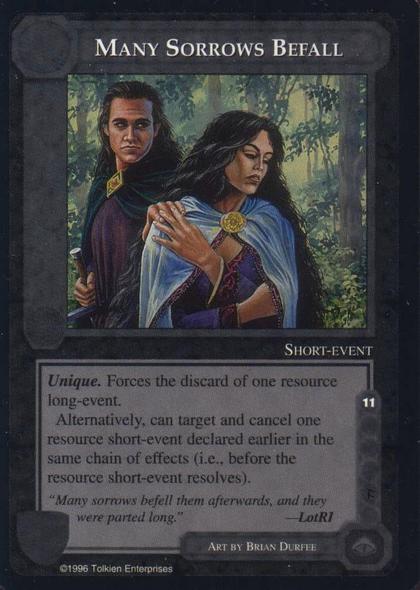 MANY SORROWS BEFALL
SHORT-EVENT
Unique. Forces the discard of one resource
long-event.
Alternatively, can target and cancel one
resource short-event declared earlier in the
same chain of effects (i.e., before the
resource short-event resolves).
11
"Many sorrows befell them afterwards, and they
were parted long."
—LotRI
ART BY BRIAN DURFEE
©1996 Tolkien Enterprises